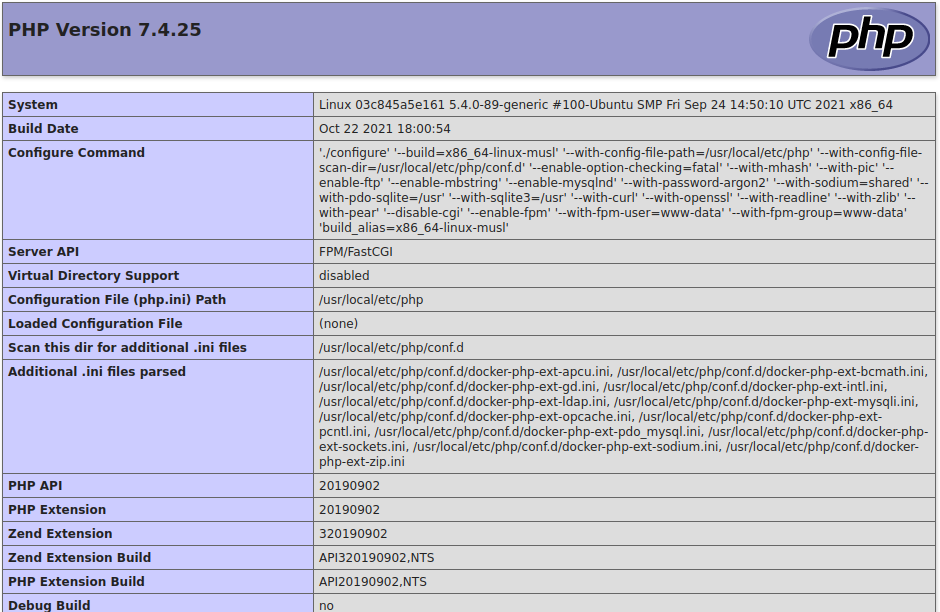 PHP Version 7.4.25
php
System
Linux 03c845a5e161 5.4.0-89-generic #100-Ubuntu SMP Fri Sep 24 14:50:10 UTC 2021 x86_64
Build Date
Oct 22 2021 18:00:54
Configure Command
'./configure' '--build=x86_64-linux-musl' '--with-config-file-path=/usr/local/etc/php' '--with-config-file-
scan-dir=/usr/local/etc/php/conf.d' '--enable-option-checking=fatal' '--with-mhash' '--with-pic' '--
enable-ftp' '--enable-mbstring' '--enable-mysqlnd' '--with-password-argon2' '--with-sodium=shared' '--
with-pdo-sqlite=/usr' '--with-sqlite3=/usr' '--with-curl' '--with-openssl' '--with-readline' '--with-zlib' '--
with-pear' '--disable-cgi' '--enable-fpm' '--with-fpm-user=www-data' '--with-fpm-group=www-data'
'build_alias=x86_64-linux-musl'
Server API
FPM/FastCGI
Virtual Directory Support
disabled
Configuration File (php.ini) Path
/usr/local/etc/php
Loaded Configuration File
(none)
Scan this dir for additional .ini files
/usr/local/etc/php/conf.d
Additional .ini files parsed
/usr/local/etc/php/conf.d/docker-php-ext-apcu.ini, /usr/local/etc/php/conf.d/docker-php-ext-bcmath.ini,
/usr/local/etc/php/conf.d/docker-php-ext-gd.ini, /usr/local/etc/php/conf.d/docker-php-ext-intl.ini,
/usr/local/etc/php/conf.d/docker-php-ext-ldap.ini, /usr/local/etc/php/conf.d/docker-php-ext-mysqli.ini,
/usr/local/etc/php/conf.d/docker-php-ext-opcache.ini, /usr/local/etc/php/conf.d/docker-php-ext-
pcntl.ini, /usr/local/etc/php/conf.d/docker-php-ext-pdo_mysql.ini, /usr/local/etc/php/conf.d/docker-php-
ext-sockets.ini, /usr/local/etc/php/conf.d/docker-php-ext-sodium.ini, /usr/local/etc/php/conf.d/docker-
php-ext-zip.ini
PHP API
20190902
PHP Extension
20190902
Zend Extension
320190902
Zend Extension Build
API320190902,NTS
PHP Extension Build
API20190902,NTS
Debug Build
no